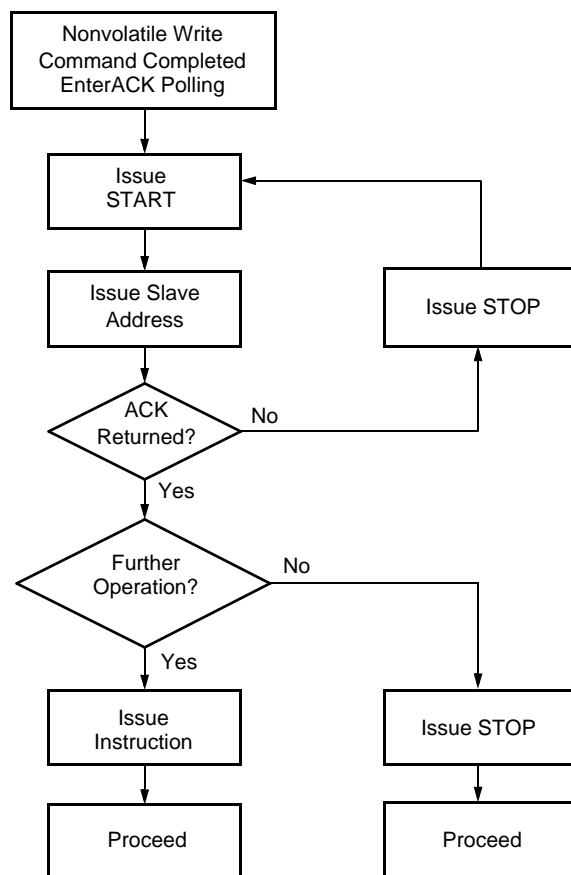 Nonvolatile Write
Command Completed
EnterACK Polling
Issue
START
Issue Slave
Address
Issue STOP
ACK
Returned?
No
Yes
Further
Operation?
No
Yes
Issue
Instruction
Issue STOP
Proceed
Proceed